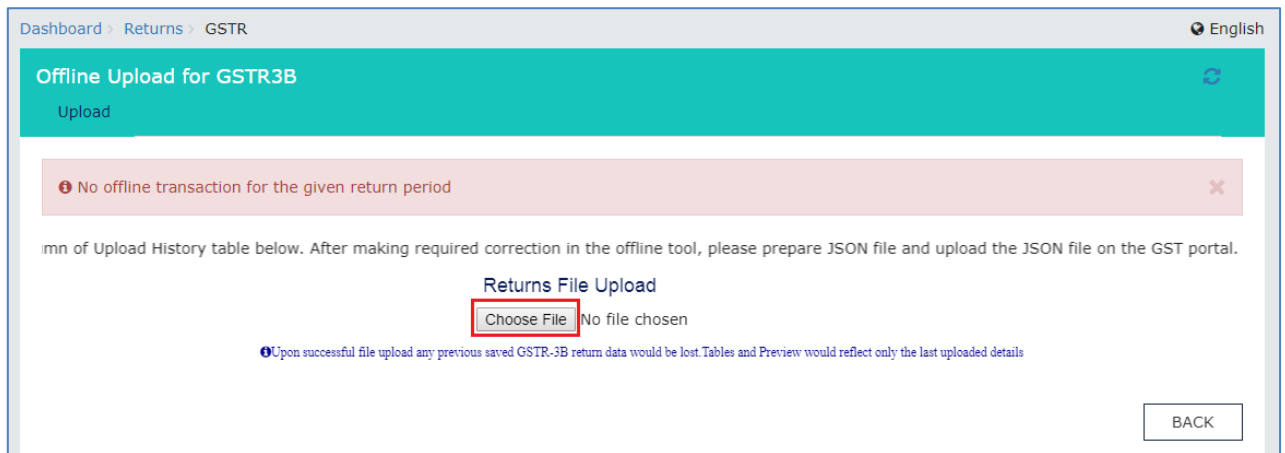 Dashboard > Returns > GSTR English
Offline Upload for GSTR3B
Upload
No offline transaction for the given return period
of Upload History table below. After making required correction in the offline tool, please prepare JSON file and upload the JSON file on the GST portal.
Returns File Upload
Choose File No file chosen
Upon successful file upload any previous saved GSTR-3B return data would be lost.Tables and Preview would reflect only the last uploaded details
BACK